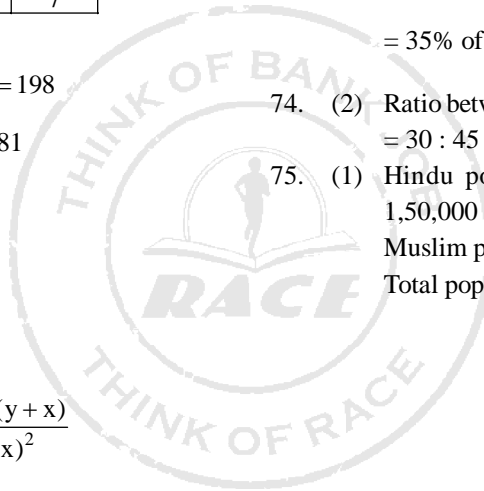 7
= 198
81
(y + x)
x)²
= 35% of
74. (2) Ratio betw
= 30 : 45
75. (1) Hindu po
1,50,000
Muslim p
Total pop
THINK OF BANK
RACE
THINK OF RACE